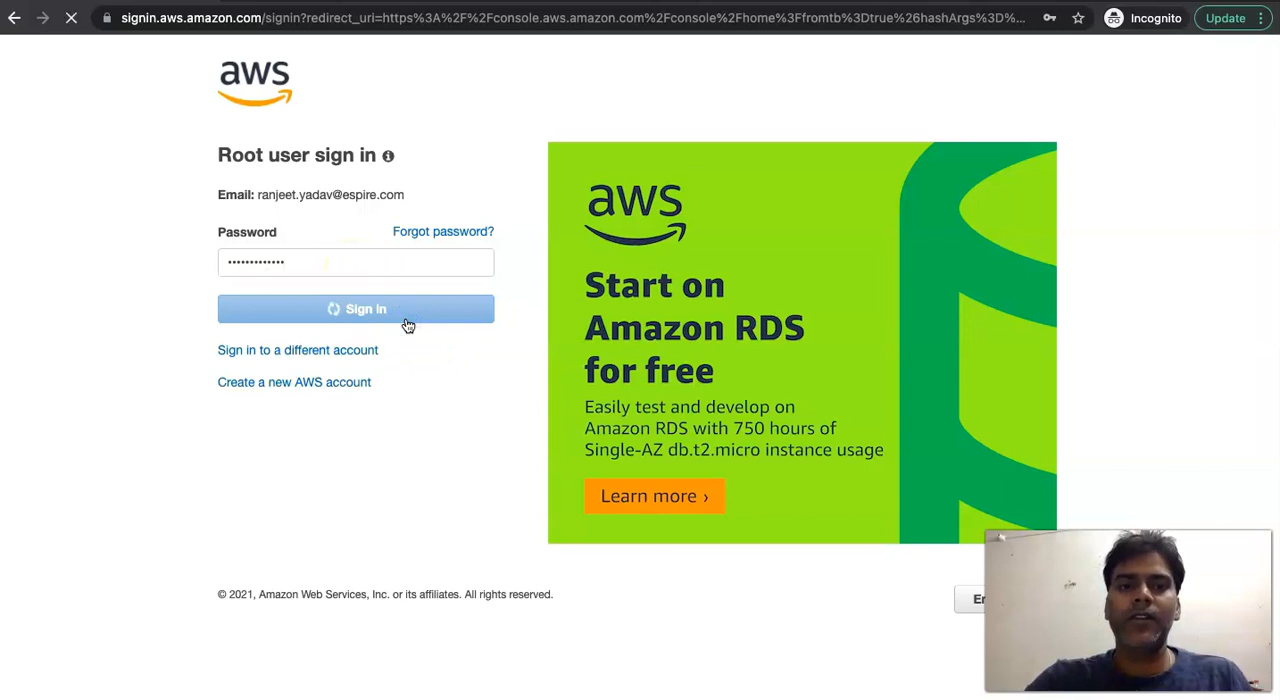 signin.aws.amazon.com/signin?redirect_uri=https%3A%2F%2Fconsole.aws.amazon.com%2Fconsole%2Fhome%3Ffromtb%3Dtrue%26hashArgs%3D%...
Incognito
Update
aws
Root user sign in
Email: ranjeet.yadav@espire.com
Password
Forgot password?
Sign in
Sign in to a different account
Create a new AWS account
aws
Start on
Amazon RDS
for free
Easily test and develop on
Amazon RDS with 750 hours of
Single-AZ db.t2.micro instance usage
Learn more ›
© 2021, Amazon Web Services, Inc. or its affiliates. All rights reserved.